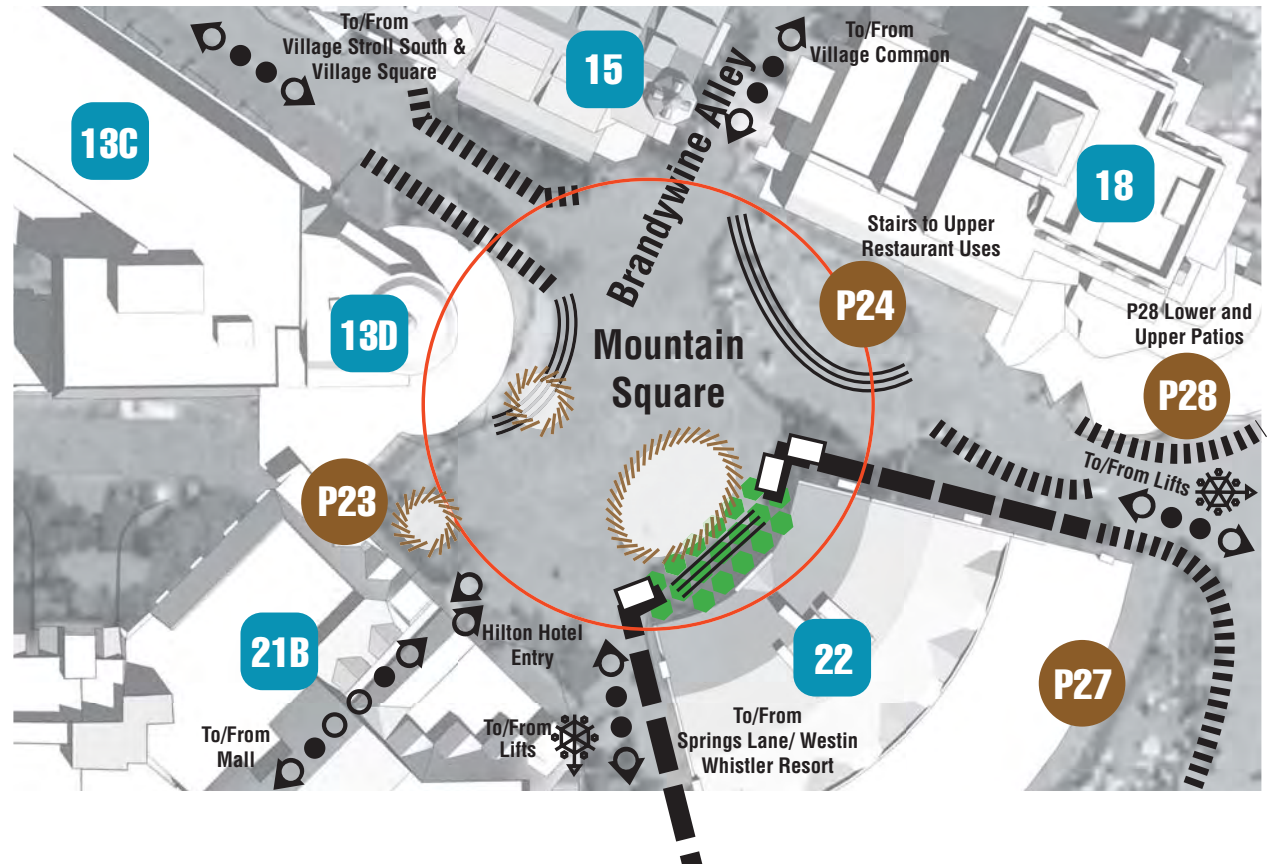 To/From
Village Stroll South &
Village Square
15
Brandywine Alley
To/From
Village Common
13C
18
Stairs to Upper
Restaurant Uses
P24
P28 Lower and
Upper Patios
13D
Mountain
Square
P28
To/From Lifts
P23
Hilton Hotel
Entry
21B
22
P27
To/From
Mall
To/From
Lifts
To/From
Springs Lane/ Westin
Whistler Resort